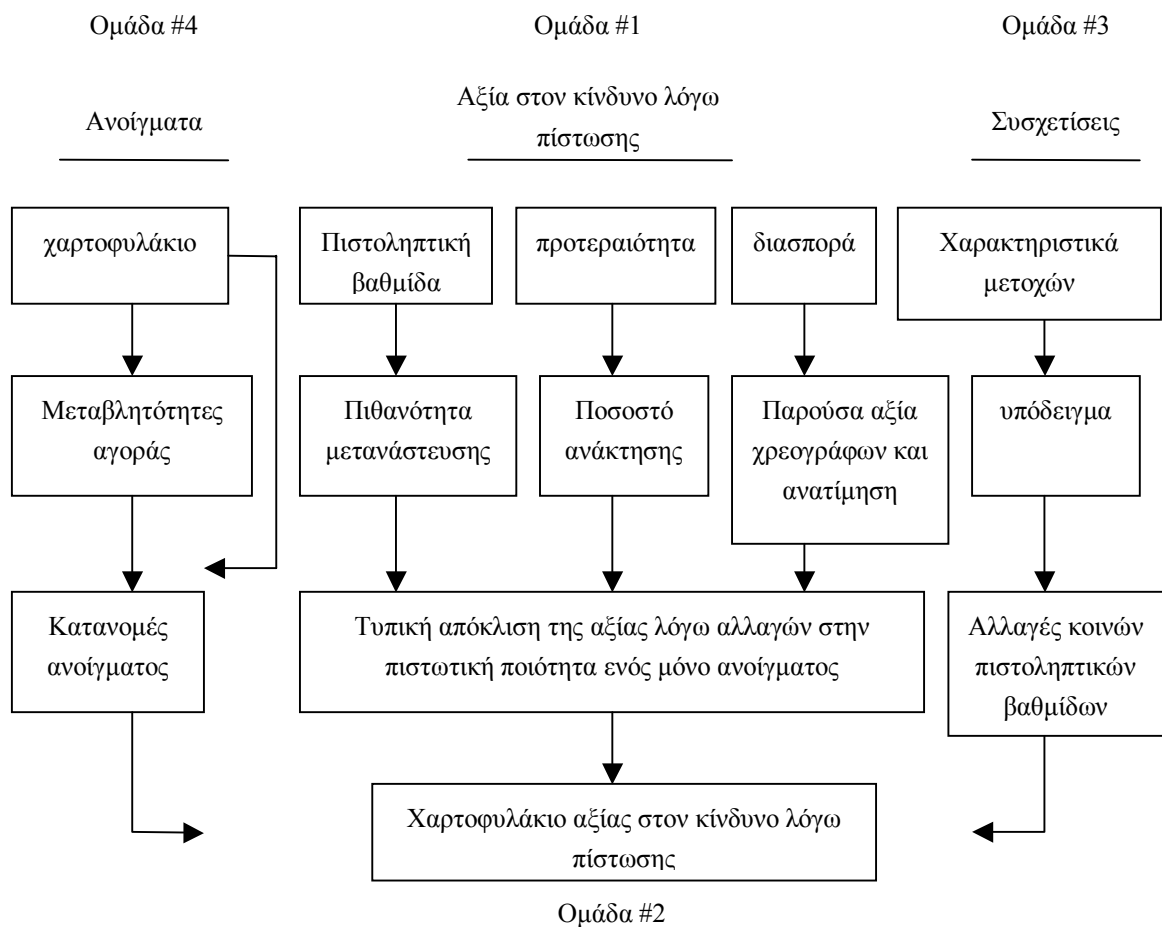 Ομάδα #4
Ομάδα #1
Ομάδα #3
Ανοίγματα
Αξία στον κίνδυνο λόγω
πίστωσης
Συσχετίσεις
χαρτοφυλάκιο
Πιστοληπτική
βαθμίδα
προτεραιότητα
διασπορά
Χαρακτηριστικά
μετοχών
Μεταβλητότητες
αγοράς
Πιθανότητα
μετανάστευσης
Ποσοστό
ανάκτησης
Παρούσα αξία
χρεογράφων και
ανατίμηση
υπόδειγμα
Κατανομές
ανοίγματος
Τυπική απόκλιση της αξίας λόγω αλλαγών στην
πιστωτική ποιότητα ενός μόνο ανοίγματος
Αλλαγές κοινών
πιστοληπτικών
βαθμίδων
Χαρτοφυλάκιο αξίας στον κίνδυνο λόγω
πίστωσης
Ομάδα #2